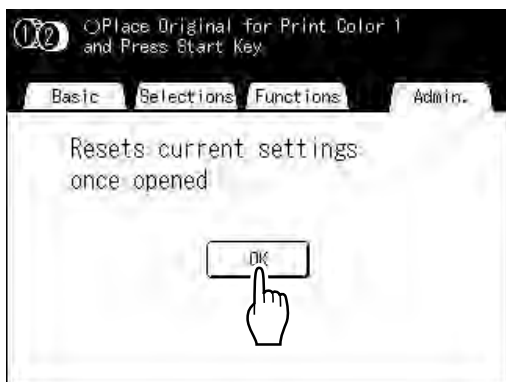 ①② ○Place Original for Print Color 1
and Press Start Key
Basic Selections Functions Admin.
Resets current settings
once opened
OK